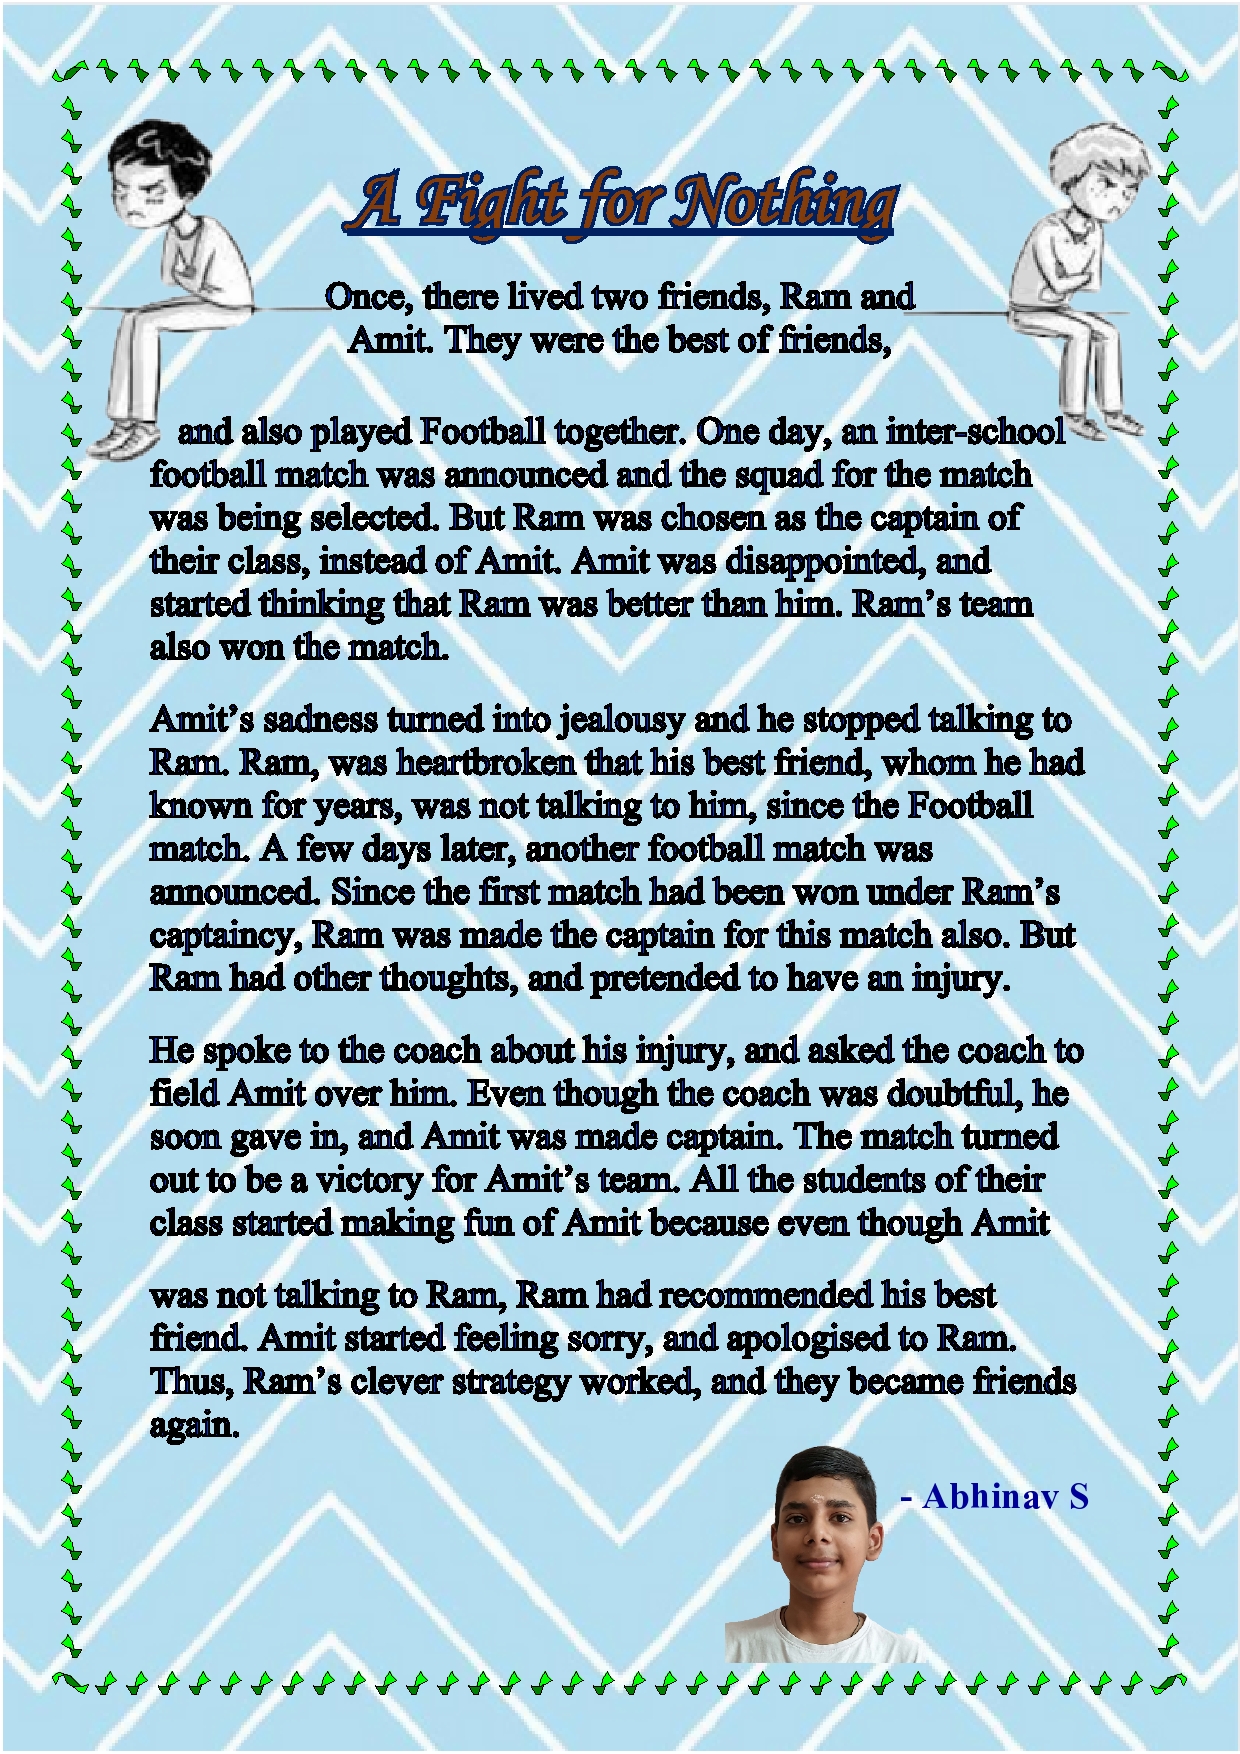 A Fight for Nothing
Once, there lived two friends, Ram and
Amit. They were the best of friends,
and also played Football together. One day, an inter-school
football match was announced and the squad for the match
was being selected. But Ram was chosen as the captain of
their class, instead of Amit. Amit was disappointed, and
started thinking that Ram was better than him. Ram’s team
also won the match.
Amit’s sadness turned into jealousy and he stopped talking to
Ram. Ram, was heartbroken that his best friend, whom he had
known for years, was not talking to him, since the Football
match. A few days later, another football match was
announced. Since the first match had been won under Ram’s
captaincy, Ram was made the captain for this match also. But
Ram had other thoughts, and pretended to have an injury.
He spoke to the coach about his injury, and asked the coach to
field Amit over him. Even though the coach was doubtful, he
soon gave in, and Amit was made captain. The match turned
out to be a victory for Amit’s team. All the students of their
class started making fun of Amit because even though Amit
was not talking to Ram, Ram had recommended his best
friend. Amit started feeling sorry, and apologised to Ram.
Thus, Ram’s clever strategy worked, and they became friends
again.
- Abhinav S